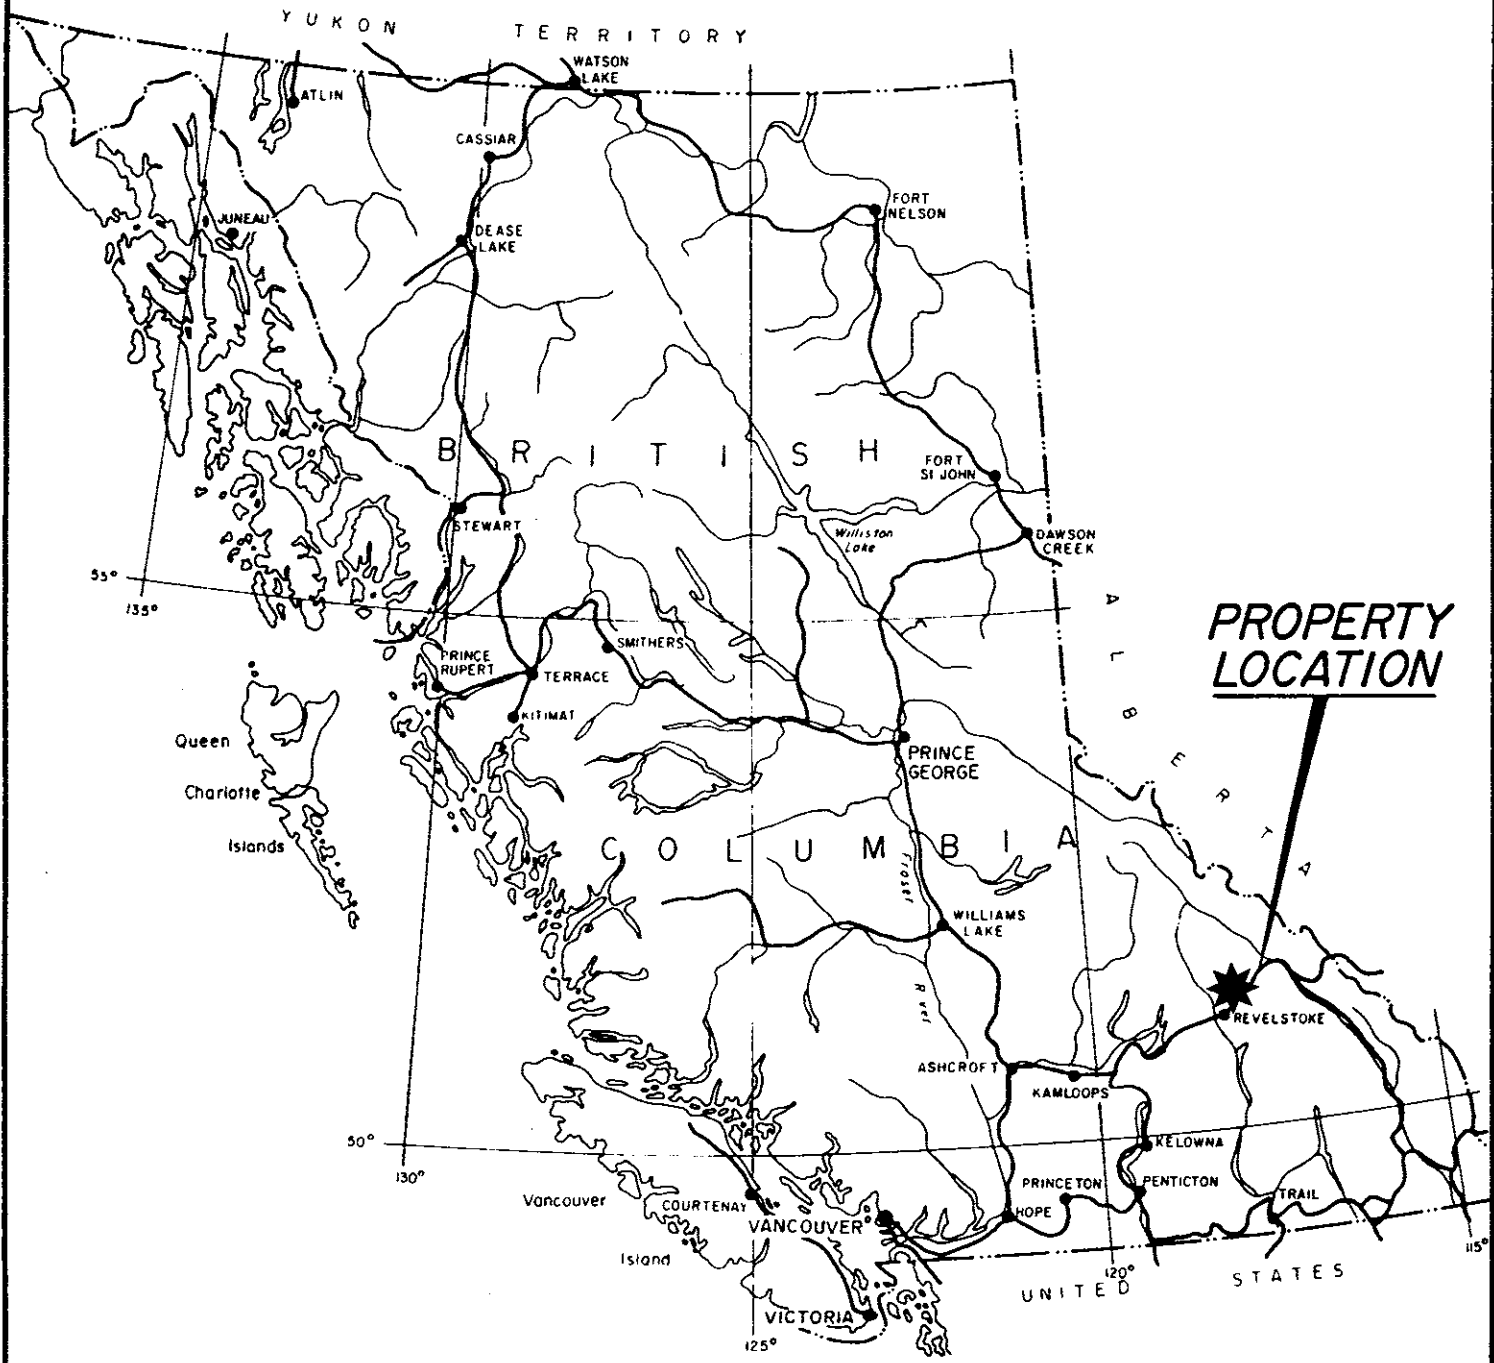 YUKON TERRITORY
WATSON
LAKE
ATLIN
CASSIAR
FORT
NELSON
JUNEAU
DEASE
LAKE
BRITISH
FORT
ST JOHN
STEWART
Williston
Lake
DAWSON
CREEK
55°
135°
ALBERTA
PROPERTY
LOCATION
SMITHERS
PRINCE
RUPERT
TERRACE
KITIMAT
Queen
Charlotte
Islands
PRINCE
GEORGE
COLUMBIA
Fraser
River
WILLIAMS
LAKE
REVELSTOKE
ASHCROFT
KAMLOOPS
50°
130°
KELOWNA
Vancouver
Island
COURTENAY
VANCOUVER
PRINCETON
PENTICTON
HOPE
TRAIL
115°
120°
UNITED STATES
VICTORIA
125°